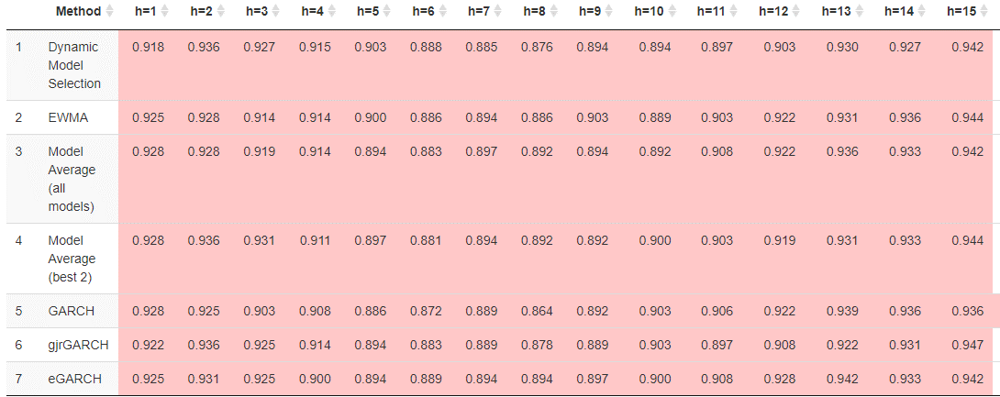 Method h=1 h=2 h=3 h=4 h=5 h=6 h=7 h=8 h=9 h=10 h=11 h=12 h=13 h=14 h=15
1 Dynamic 0.918 0.936 0.927 0.915 0.903 0.888 0.885 0.876 0.894 0.894 0.897 0.903 0.930 0.927 0.942
Model
Selection
2 EWMA 0.925 0.928 0.914 0.914 0.900 0.886 0.894 0.886 0.903 0.889 0.903 0.922 0.931 0.936 0.944
3 Model 0.928 0.928 0.919 0.914 0.894 0.883 0.897 0.892 0.894 0.892 0.908 0.922 0.936 0.933 0.942
Average
(all
models)
4 Model 0.928 0.936 0.931 0.911 0.897 0.881 0.894 0.892 0.892 0.900 0.903 0.919 0.931 0.933 0.944
Average
(best 2)
5 GARCH 0.928 0.925 0.903 0.908 0.886 0.872 0.889 0.864 0.892 0.903 0.906 0.922 0.939 0.936 0.936
6 gjrGARCH 0.922 0.936 0.925 0.914 0.894 0.883 0.889 0.878 0.889 0.903 0.897 0.908 0.922 0.931 0.947
7 eGARCH 0.925 0.931 0.925 0.900 0.894 0.889 0.894 0.894 0.897 0.900 0.908 0.928 0.942 0.933 0.942